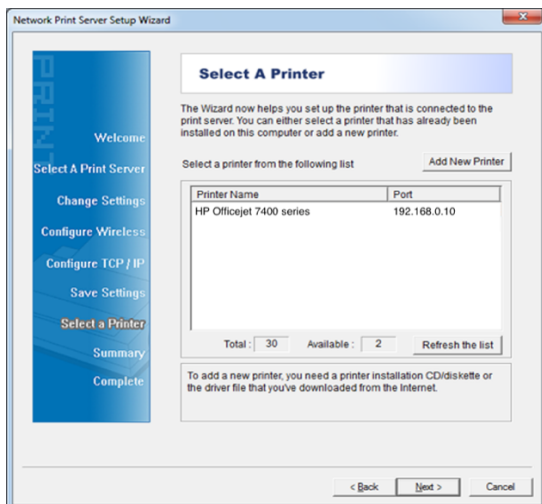 Network Print Server Setup Wizard
x
PRINT
Select A Printer
The Wizard now helps you set up the printer that is connected to the
print server. You can either select a printer that has already been
installed on this computer or add a new printer.
Welcome
Select A Print Server
Change Settings
Configure Wireless
Configure TCP / IP
Save Settings
Select a Printer
Summary
Complete
Select a printer from the following list
Add New Printer
Printer Name Port
HP Officejet 7400 series 192.168.0.10
Total : 30 Available : 2 Refresh the list
To add a new printer, you need a printer installation CD/diskette or
the driver file that you've downloaded from the Internet.
< Back Next > Cancel